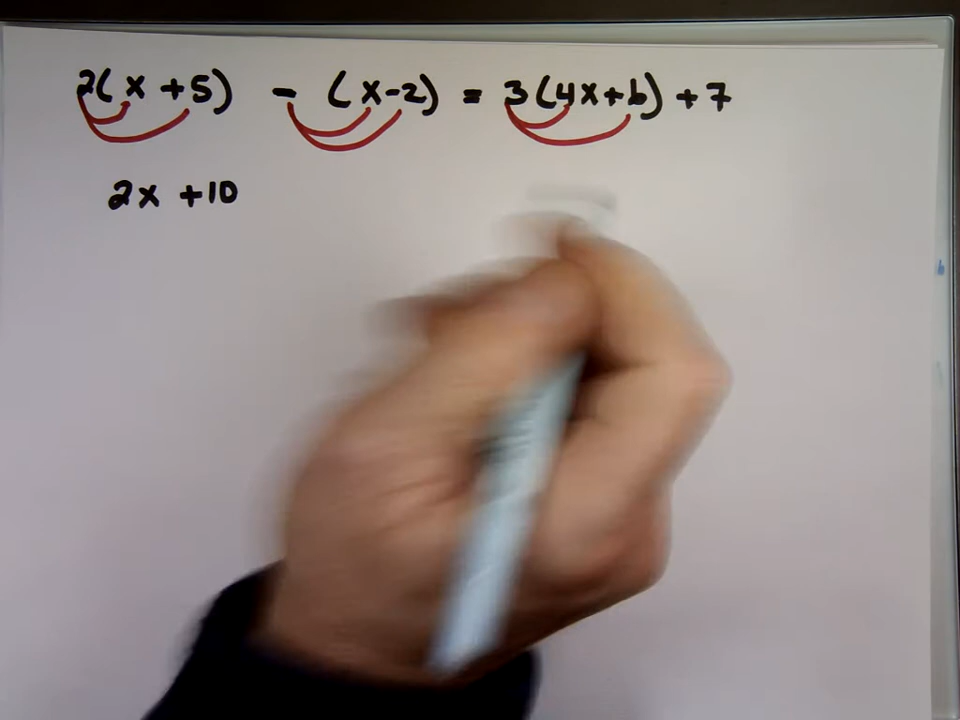 2(x+5) - (x-2) = 3(4x+6)+7
2x +10